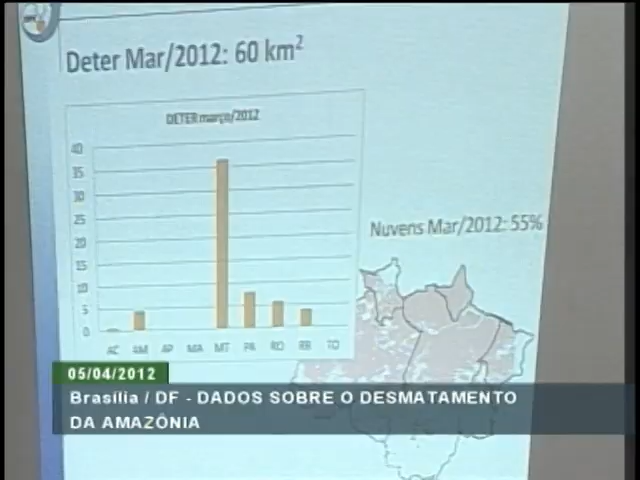 Deter Mar/2012: 60 km²
DETER março/2012
40
35
30
25
20
15
10
5
0
AC AM AP MA MT PA RO RR TO
Nuvens Mar/2012: 55%
05/04/2012
Brasília / DF - DADOS SOBRE O DESMATAMENTO
DA AMAZÔNIA